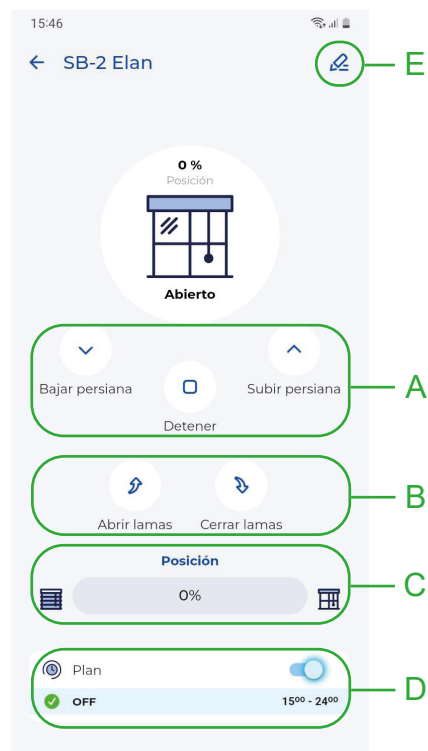 15:46
SB-2 Elan
E
0 %
Posición
Abierto
Bajar persiana
Subir persiana
A
Detener
Abrir lamas
Cerrar lamas
B
Posición
0%
C
Plan
OFF
15⁰⁰ - 24⁰⁰
D